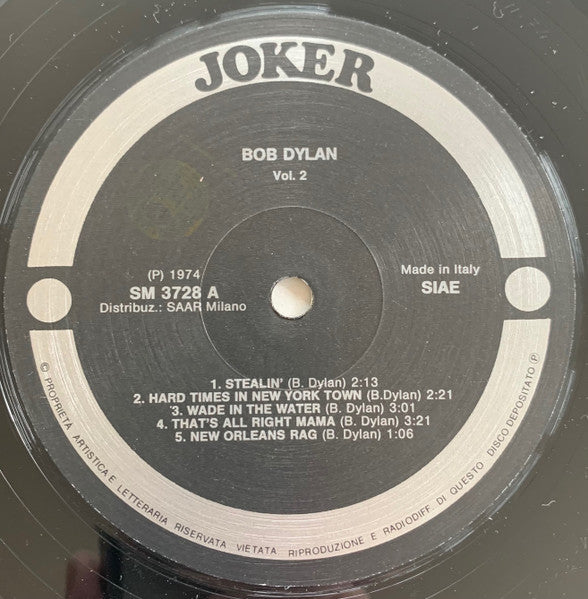 JOKER
BOB DYLAN
Vol. 2
(P) 1974
SM 3728 A
Distribuz.: SAAR Milano
Made in Italy
SIAE
1. STEALIN' (B. Dylan) 2:13
2. HARD TIMES IN NEW YORK TOWN (B.Dylan) 2:21
'3. WADE IN THE WATER (B. Dylan) 3:01
4. THAT'S ALL RIGHT MAMA (B. Dylan) 3:21
5. NEW ORLEANS RAG (B. Dylan) 1:06
© PROPRIETA ARTISTICA E LETTERARIA RISERVATA VIETATA RIPRODUZIONE E RADIODIFF. DI QUESTO DISCO DEPOSITATO (P)